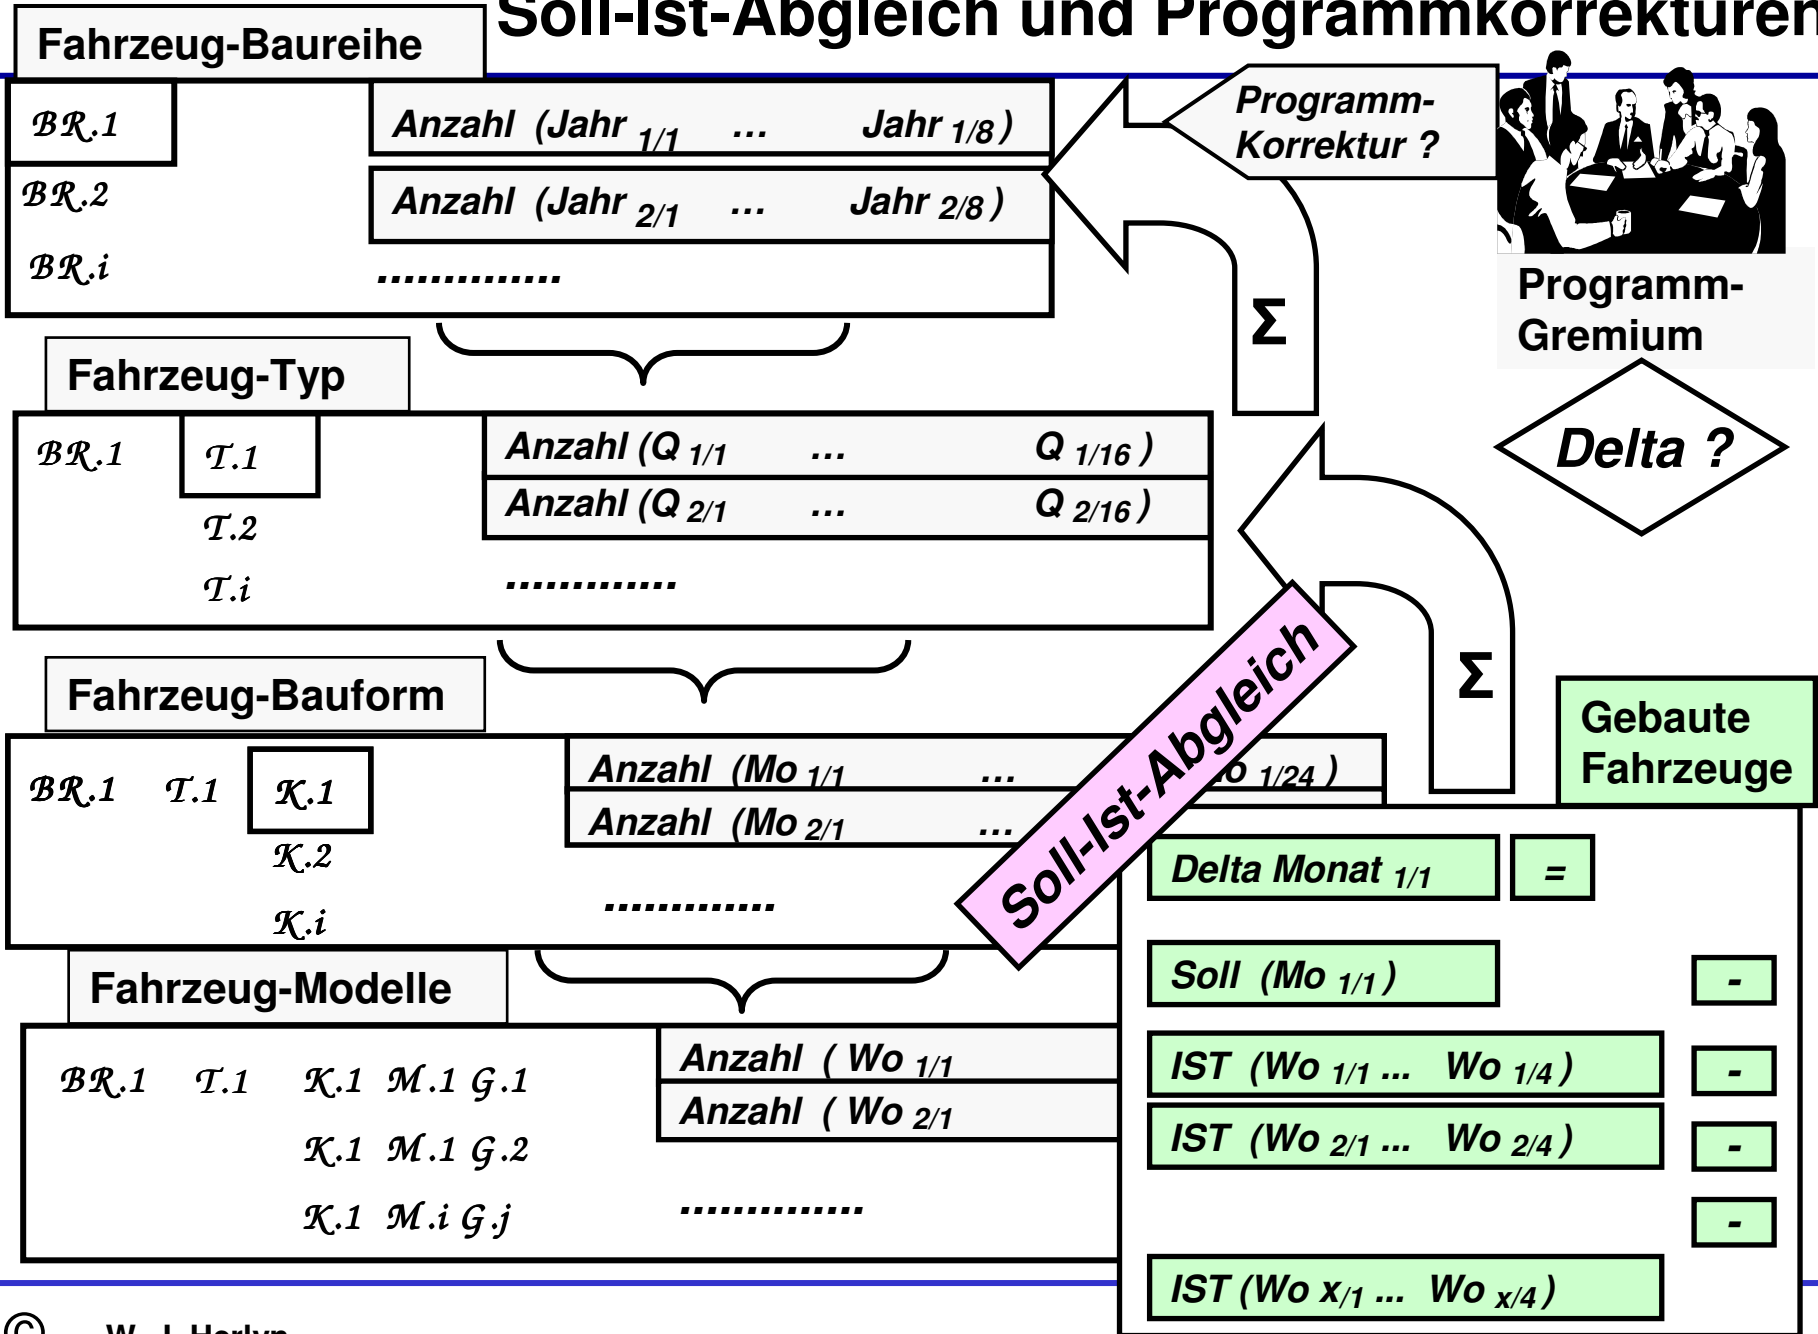 Soll-Ist-Abgleich und Programmkorrekturen
Fahrzeug-Baureihe
BR.1 Anzahl (Jahr 1/1 ... Jahr 1/8)
BR.2 Anzahl (Jahr 2/1 ... Jahr 2/8)
BR.i ..............
Programm-
Korrektur ?
Programm-
Gremium
Σ
Delta ?
Fahrzeug-Typ
BR.1 T.1 Anzahl (Q 1/1 ... Q 1/16)
T.2 Anzahl (Q 2/1 ... Q 2/16)
T.i .............
Σ
Soll-Ist-Abgleich
Fahrzeug-Bauform
BR.1 T.1 K.1 Anzahl (Mo 1/1 ... o 1/24)
K.2 Anzahl (Mo 2/1 ...
K.i .............
Fahrzeug-Modelle
BR.1 T.1 K.1 M.1 G.1 Anzahl ( Wo 1/1
K.1 M.1 G.2 Anzahl ( Wo 2/1
K.1 M.i G.j ..............
Gebaute
Fahrzeuge
Delta Monat 1/1 =
Soll (Mo 1/1) -
IST (Wo 1/1 ... Wo 1/4) -
IST (Wo 2/1 ... Wo 2/4) -
-
IST (Wo x/1 ... Wo x/4)
© W. J. Herlyn